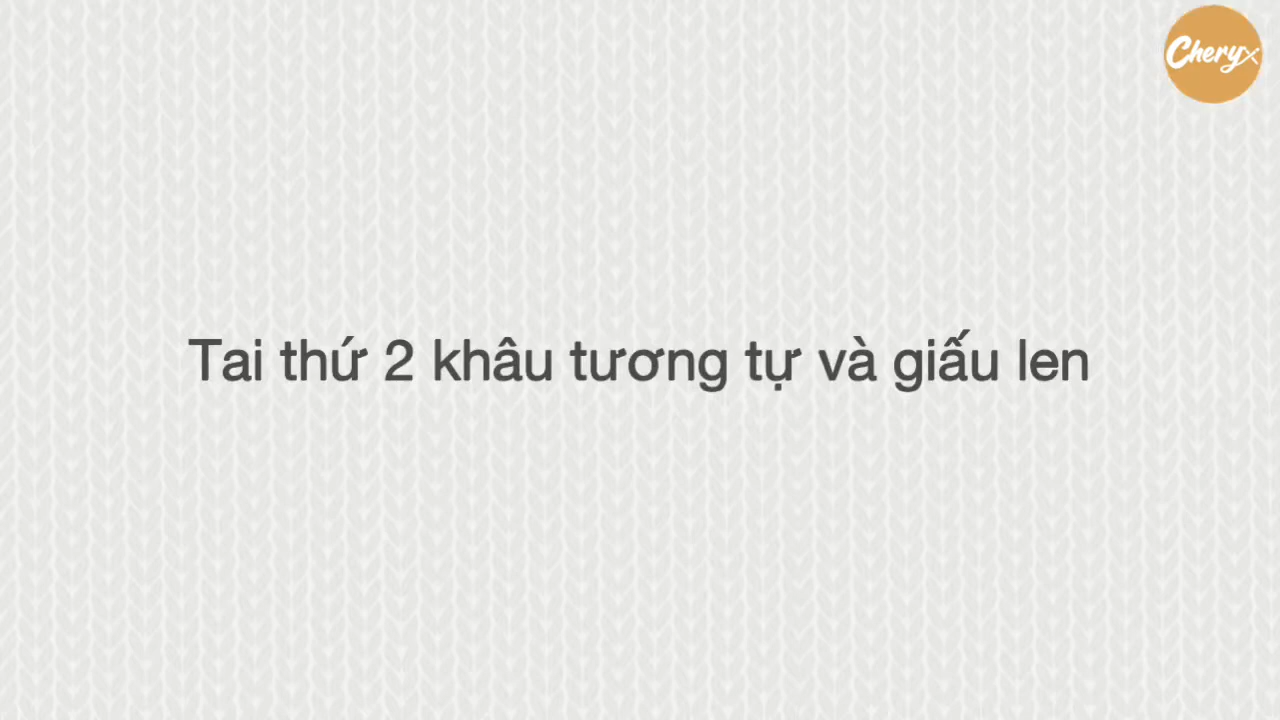 Cheryx
Tai thứ 2 khâu tương tự và giấu len